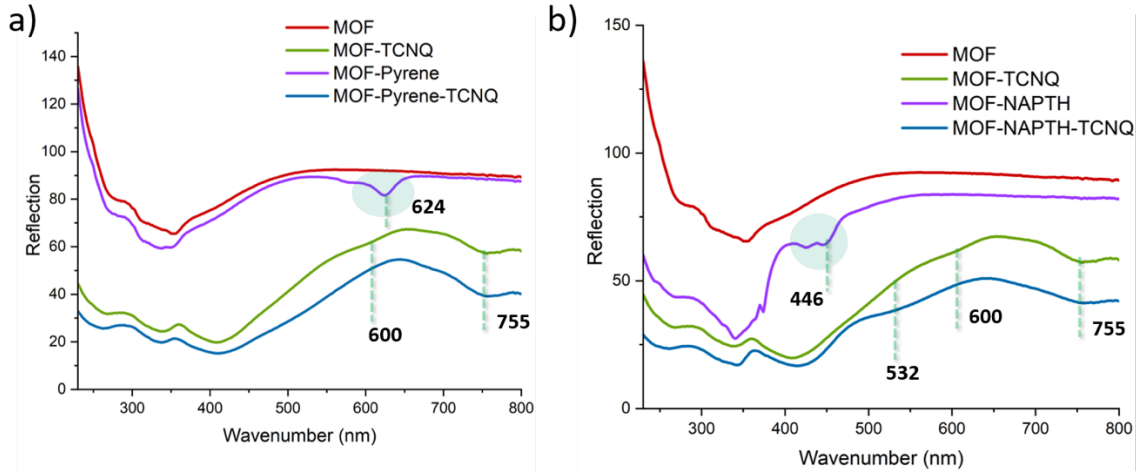 a)
MOF
MOF-TCNQ
MOF-Pyrene
MOF-Pyrene-TCNQ
140
120
100
80
60
40
20
0
Reflection
624
600
755
300 400 500 600 700 800
Wavenumber (nm)
b)
MOF
MOF-TCNQ
MOF-NAPTH
MOF-NAPTH-TCNQ
150
100
50
0
Reflection
446
532
600
755
300 400 500 600 700 800
Wavenumber (nm)